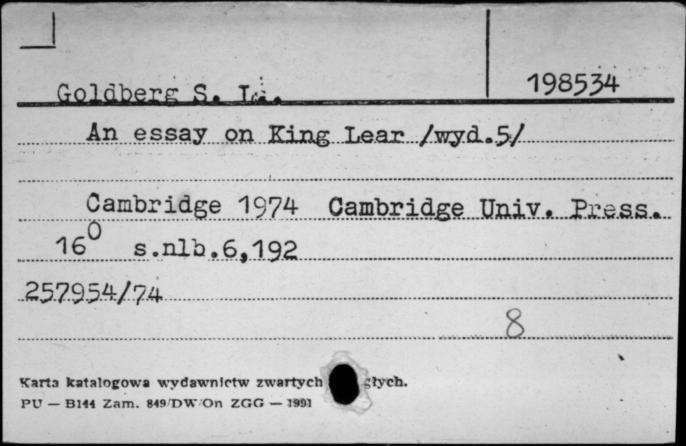 198534
Goldberg S. L.
An essay on King Lear /wyd.5/
Cambridge 1974 Cambridge Univ. Press.
16⁰ s.nlb.6,192
257954/74
8
Karta katalogowa wydawnictw zwartych
PU — B144 Zam. 849/DW/On ZGG — 1991